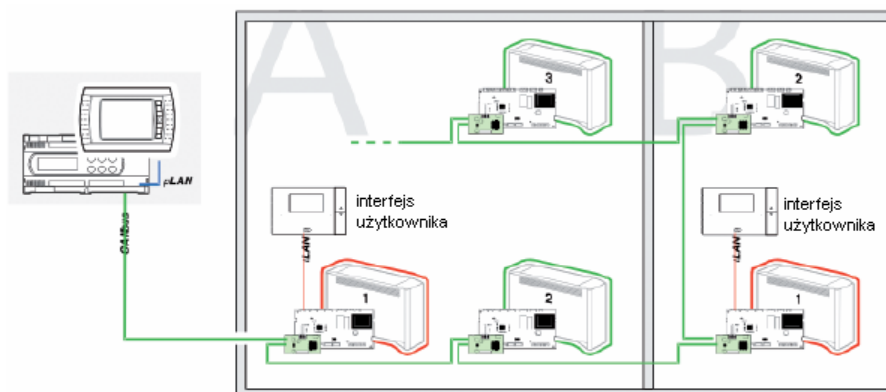 A
B
3
2
pLAN
CANbus
interfejs
użytkownika
tLAN
interfejs
użytkownika
tLAN
1
2
1